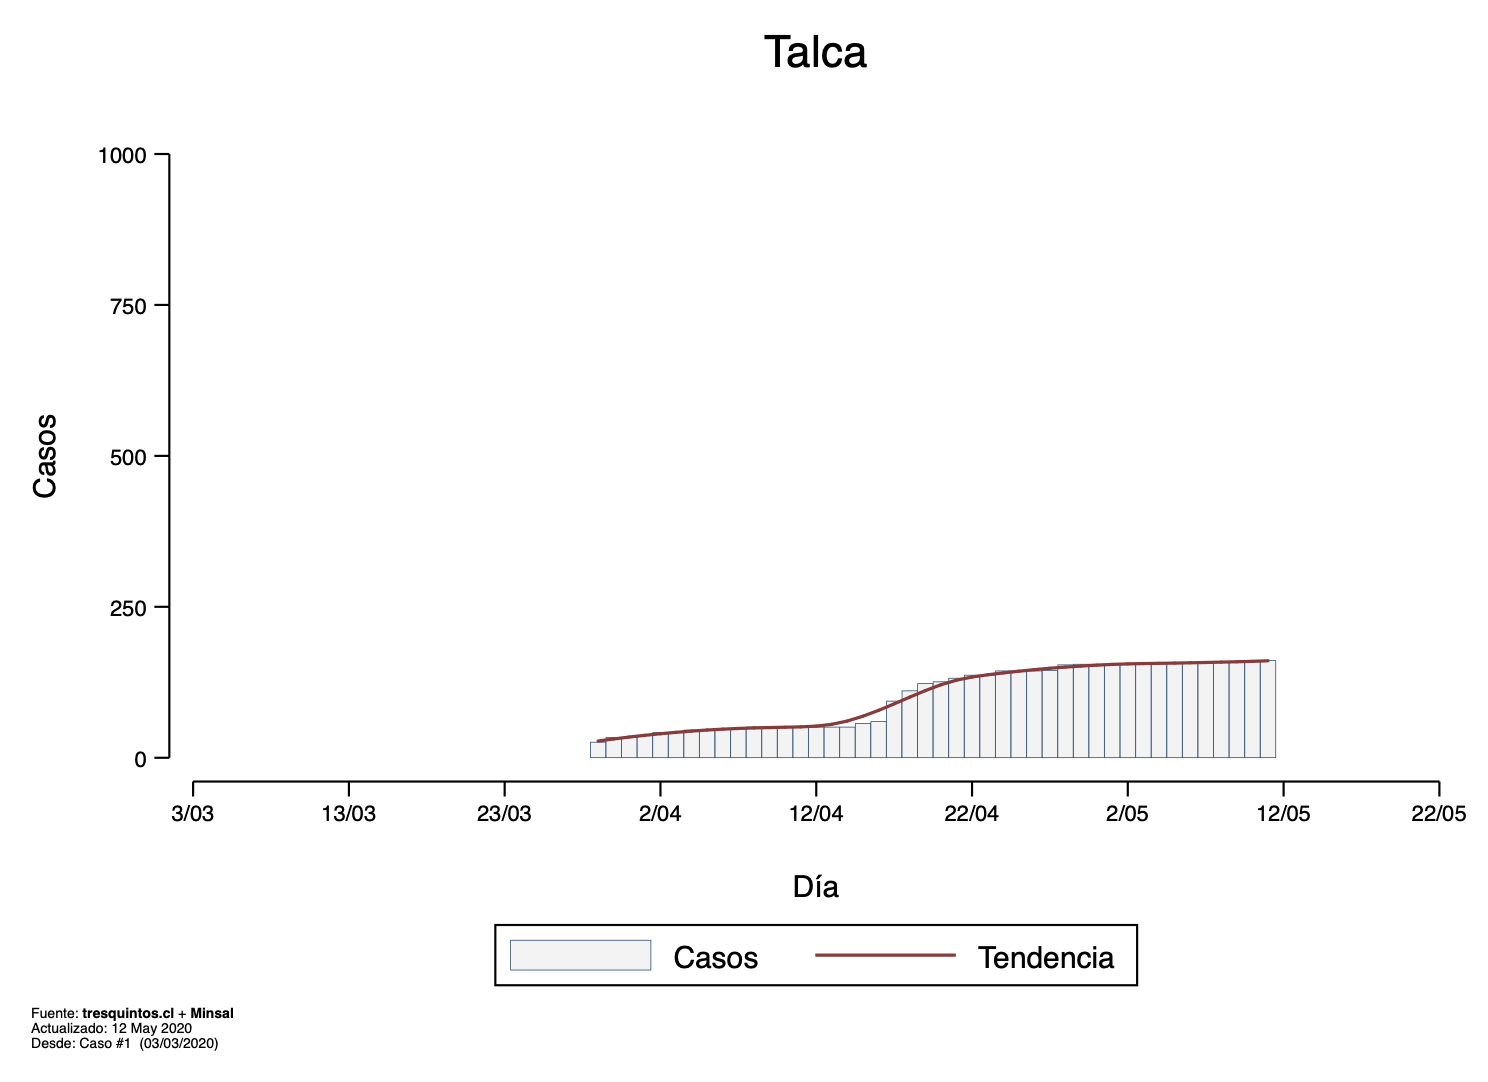 Talca
Casos
1000
750
500
250
0
3/03 13/03 23/03 2/04 12/04 22/04 2/05 12/05 22/05
Día
Casos Tendencia
Fuente: tresquintos.cl + Minsal
Actualizado: 12 May 2020
Desde: Caso #1 (03/03/2020)